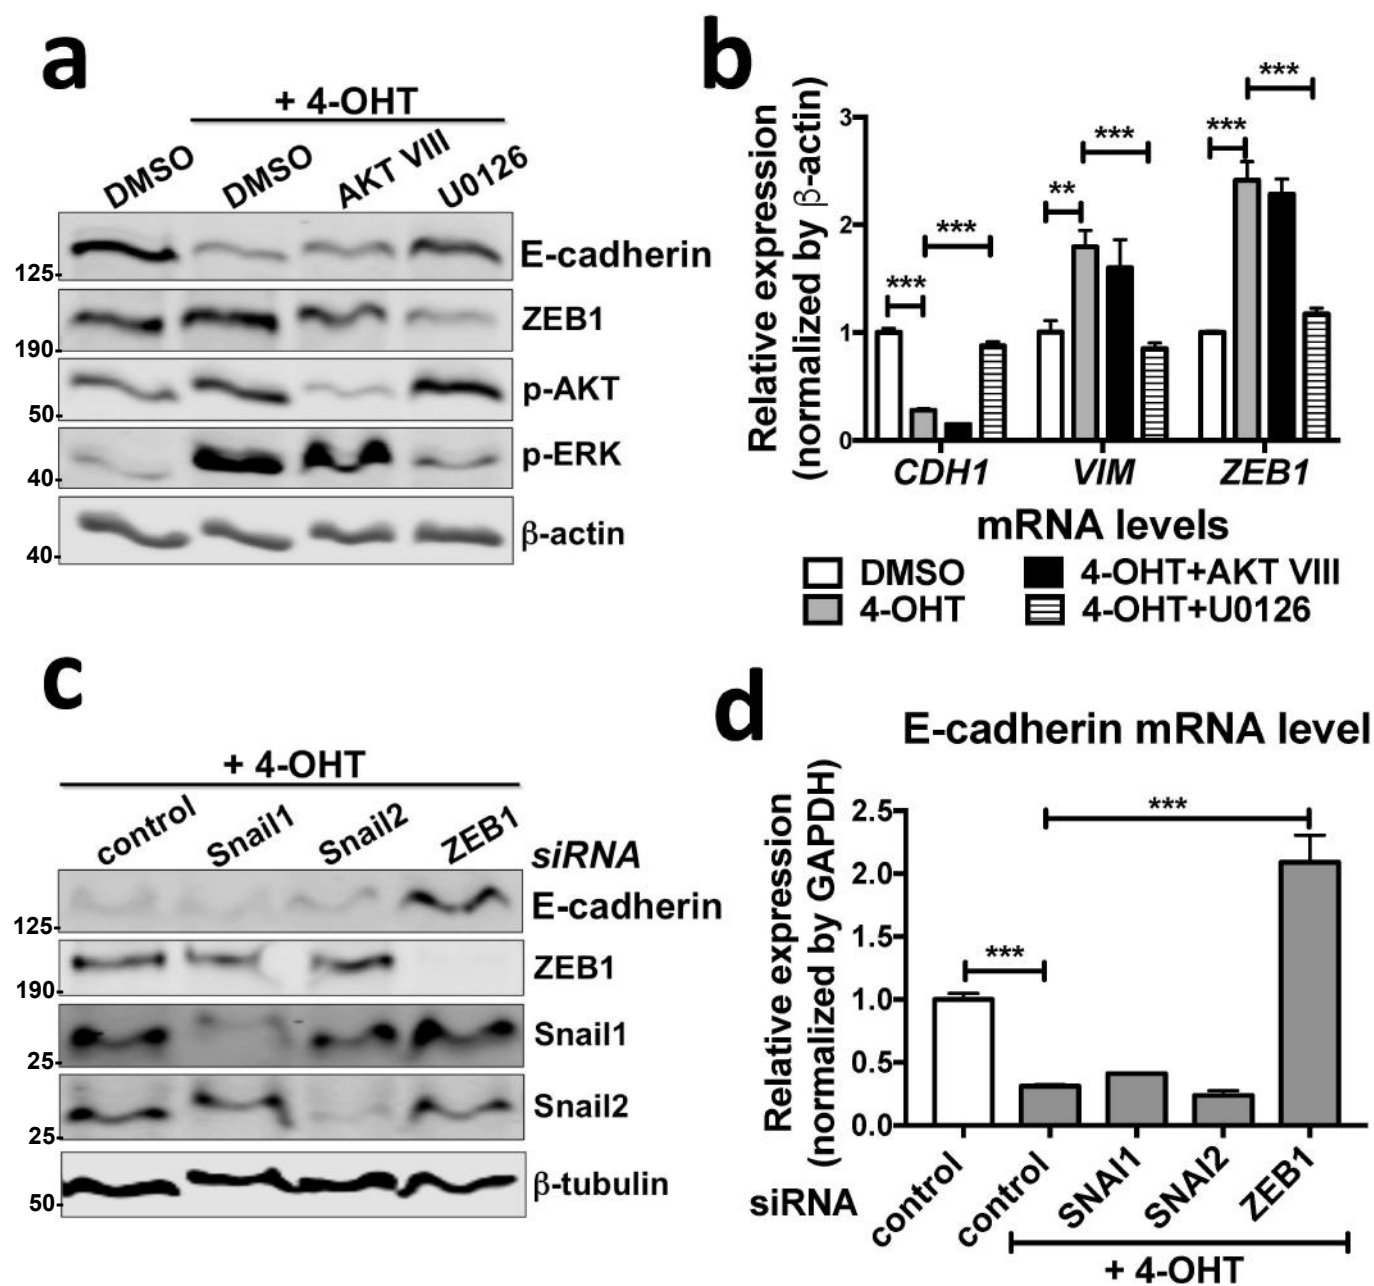 a
+ 4-OHT
DMSO DMSO AKT VIII U0126
E-cadherin
125-
ZEB1
190-
p-AKT
50-
p-ERK
40-
β-actin
40-
b
Relative expression
(normalized by β-actin)
3
2
1
0
***
***
**
***
***
***
CDH1 VIM ZEB1
mRNA levels
DMSO 4-OHT+AKT VIII
4-OHT 4-OHT+U0126
c
+ 4-OHT
control Snail1 Snail2 ZEB1 siRNA
E-cadherin
125-
ZEB1
190-
Snail1
25-
Snail2
25-
β-tubulin
50-
d
E-cadherin mRNA level
Relative expression
(normalized by GAPDH)
2.5
2.0
1.5
1.0
0.5
0.0
***
***
siRNA control control SNAI1 SNAI2 ZEB1
+ 4-OHT